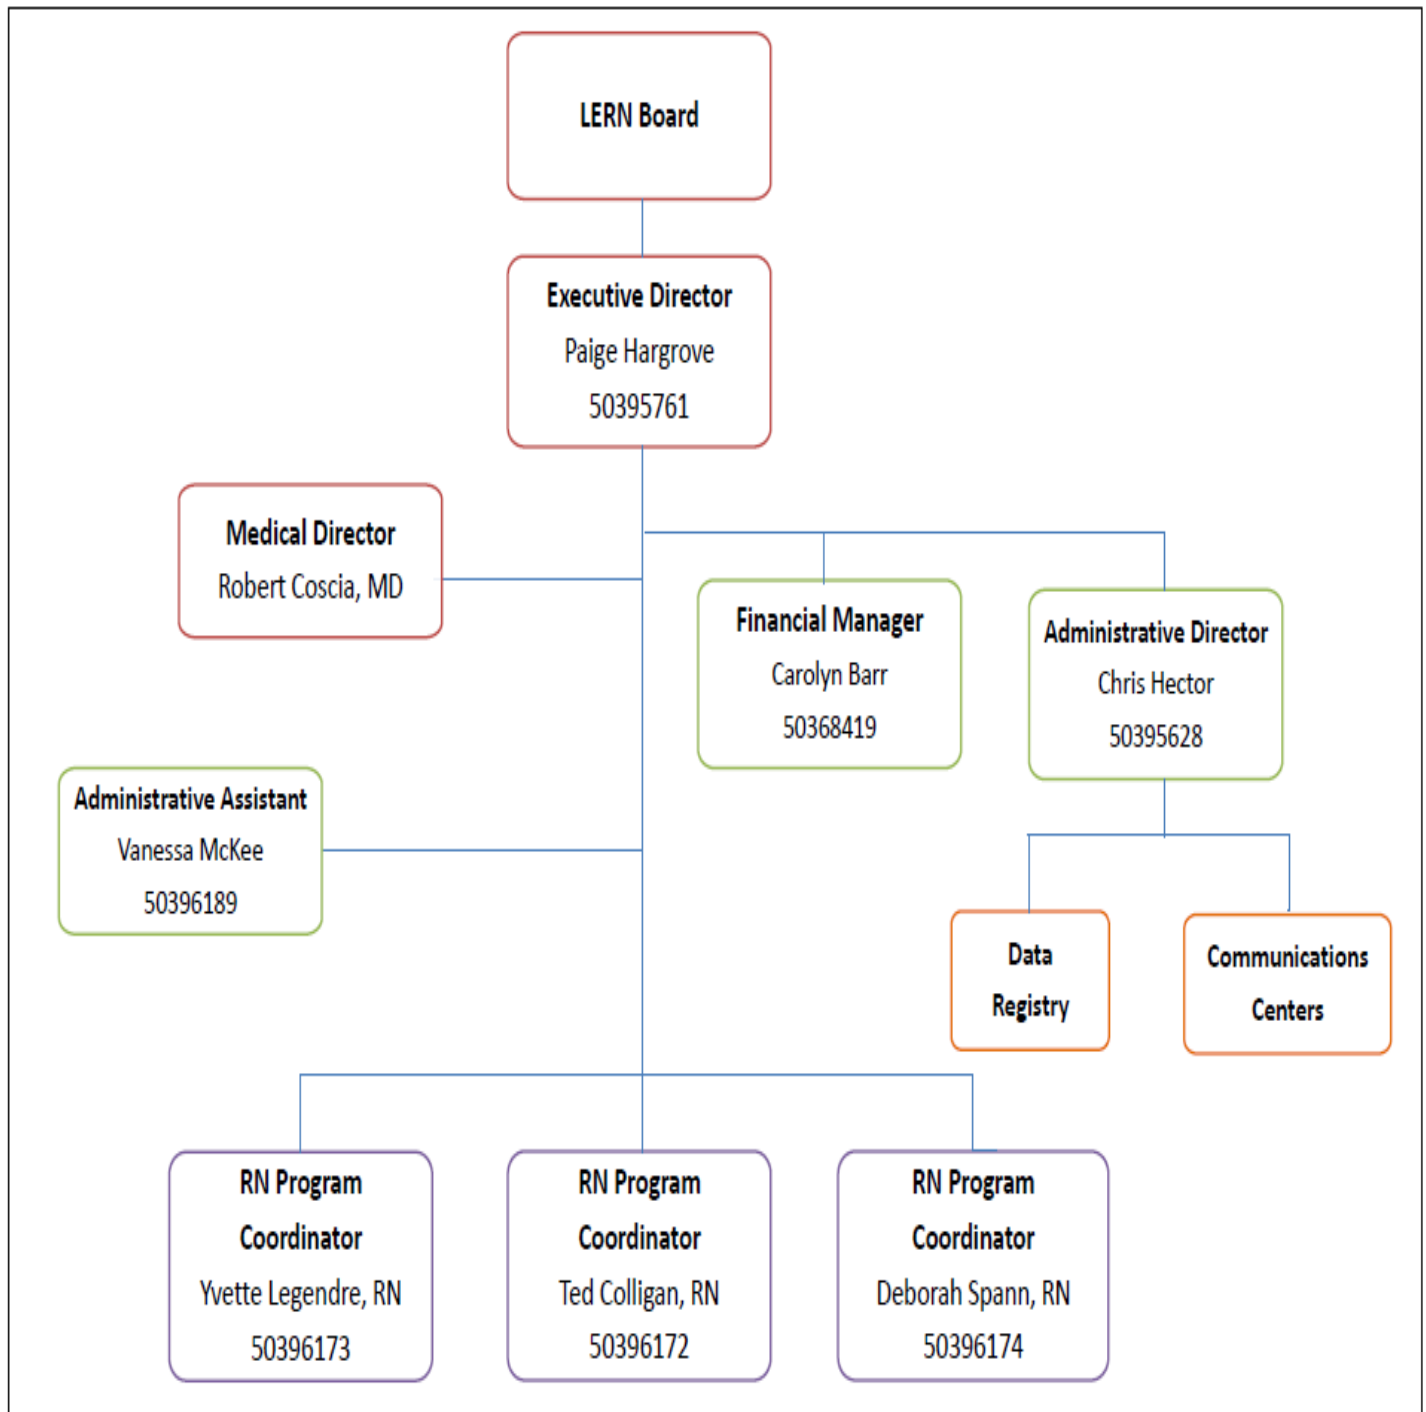 LERN Board
Executive Director
Paige Hargrove
50395761
Medical Director
Robert Coscia, MD
Financial Manager
Carolyn Barr
50368419
Administrative Director
Chris Hector
50395628
Administrative Assistant
Vanessa McKee
50396189
Data
Registry
Communications
Centers
RN Program
Coordinator
Yvette Legendre, RN
50396173
RN Program
Coordinator
Ted Colligan, RN
50396172
RN Program
Coordinator
Deborah Spann, RN
50396174